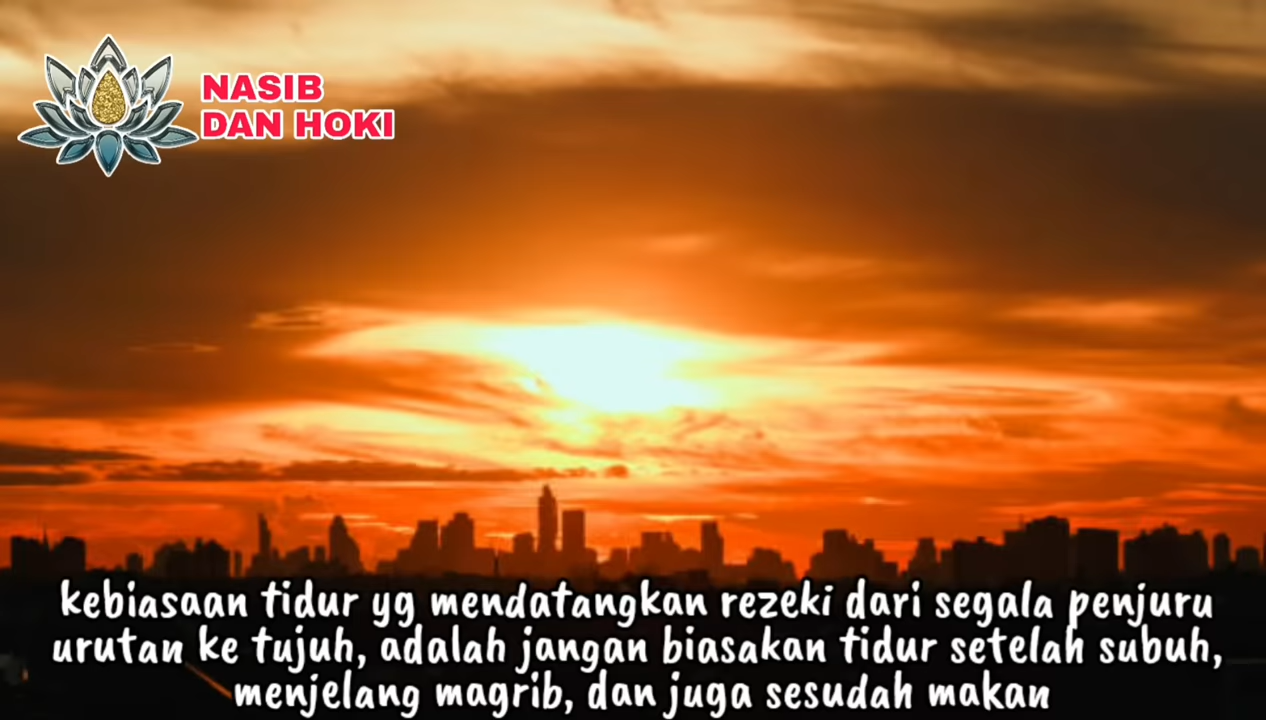 NASIB
DAN HOKI
kebiasaan tidur yg mendatangkan rezeki dari segala penjuru
urutan ke tujuh, adalah jangan biasakan tidur setelah subuh,
menjelang magrib, dan juga sesudah makan